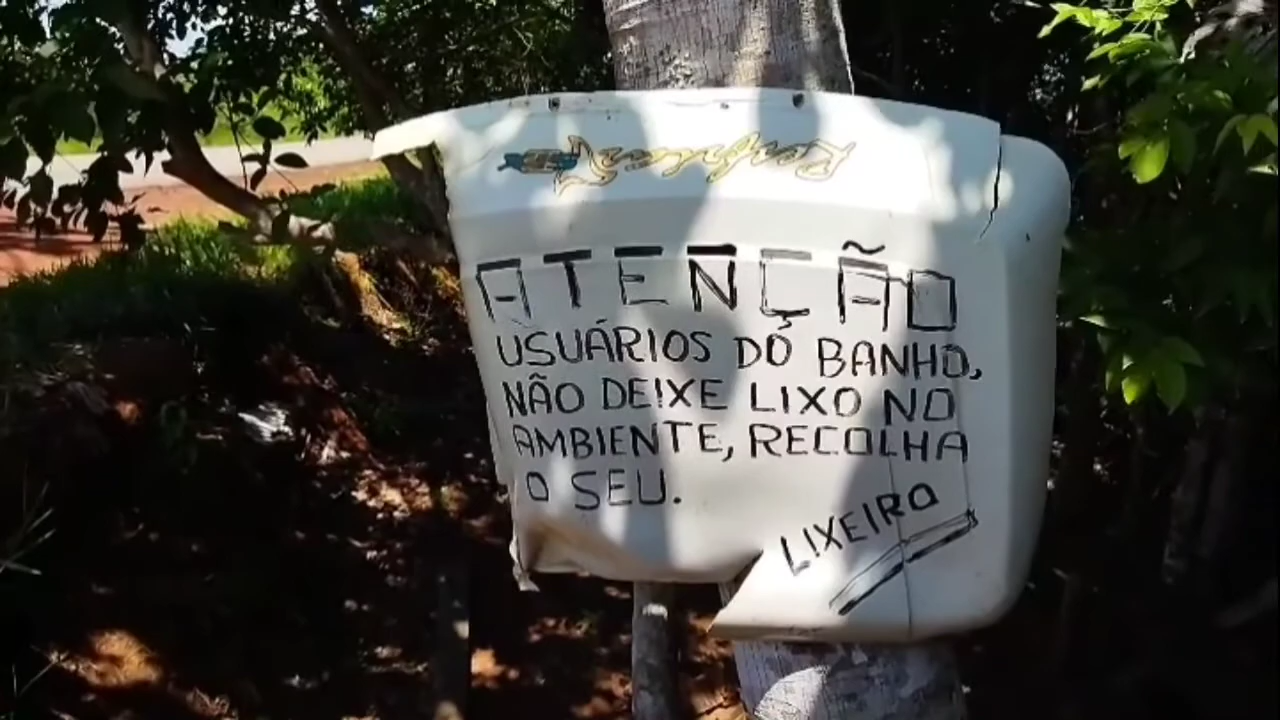 ATENÇÃO
USUÁRIOS DO BANHO,
NÃO DEIXE LIXO NO
AMBIENTE, RECOLHA
O SEU.
LIXEIRO